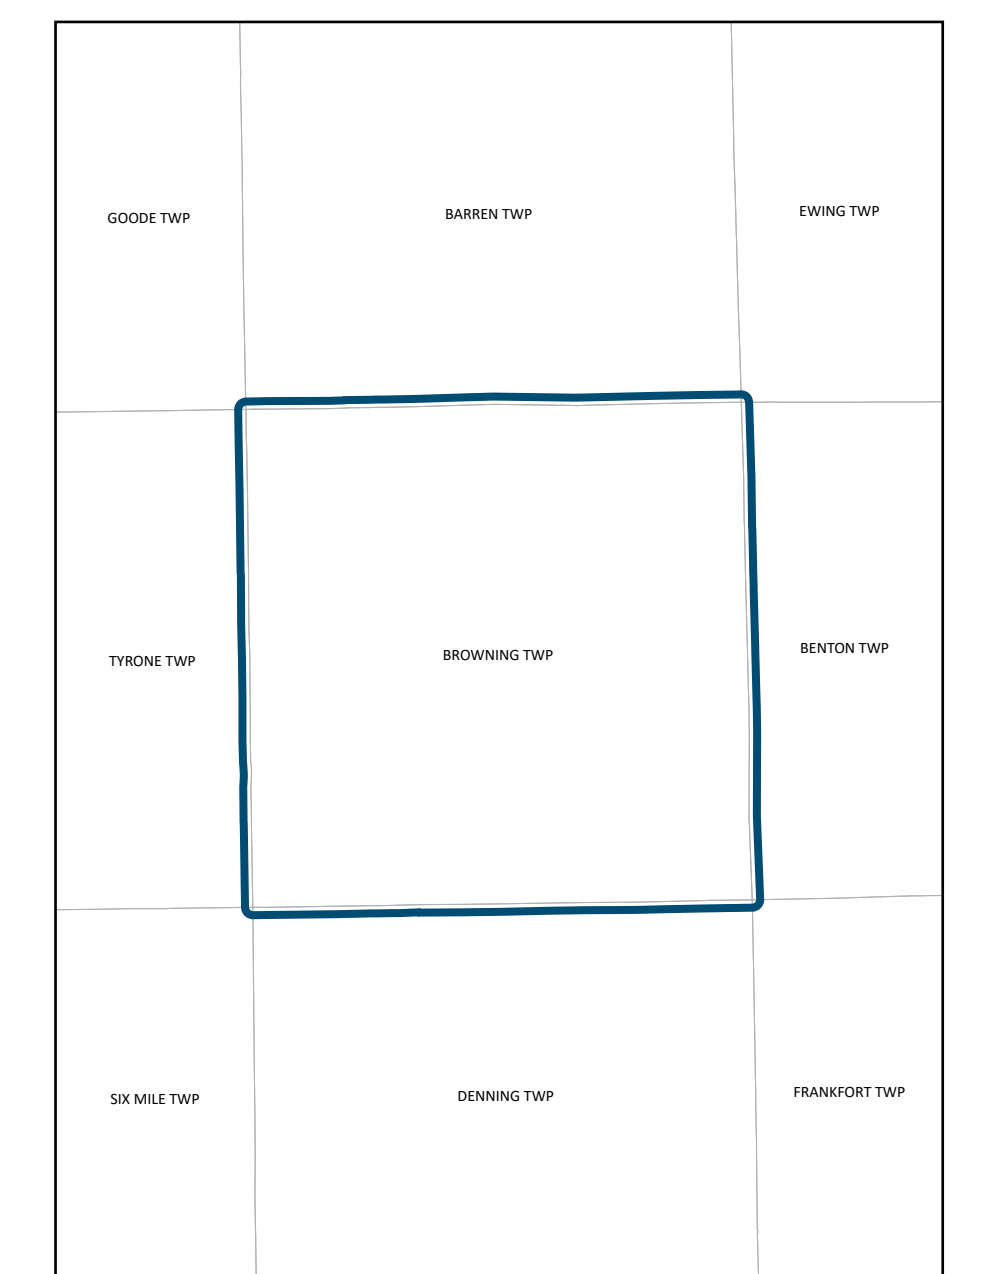 GOODE TWP
BARREN TWP
EWING TWP
TYRONE TWP
BROWNING TWP
BENTON TWP
SIX MILE TWP
DENNING TWP
FRANKFORT TWP